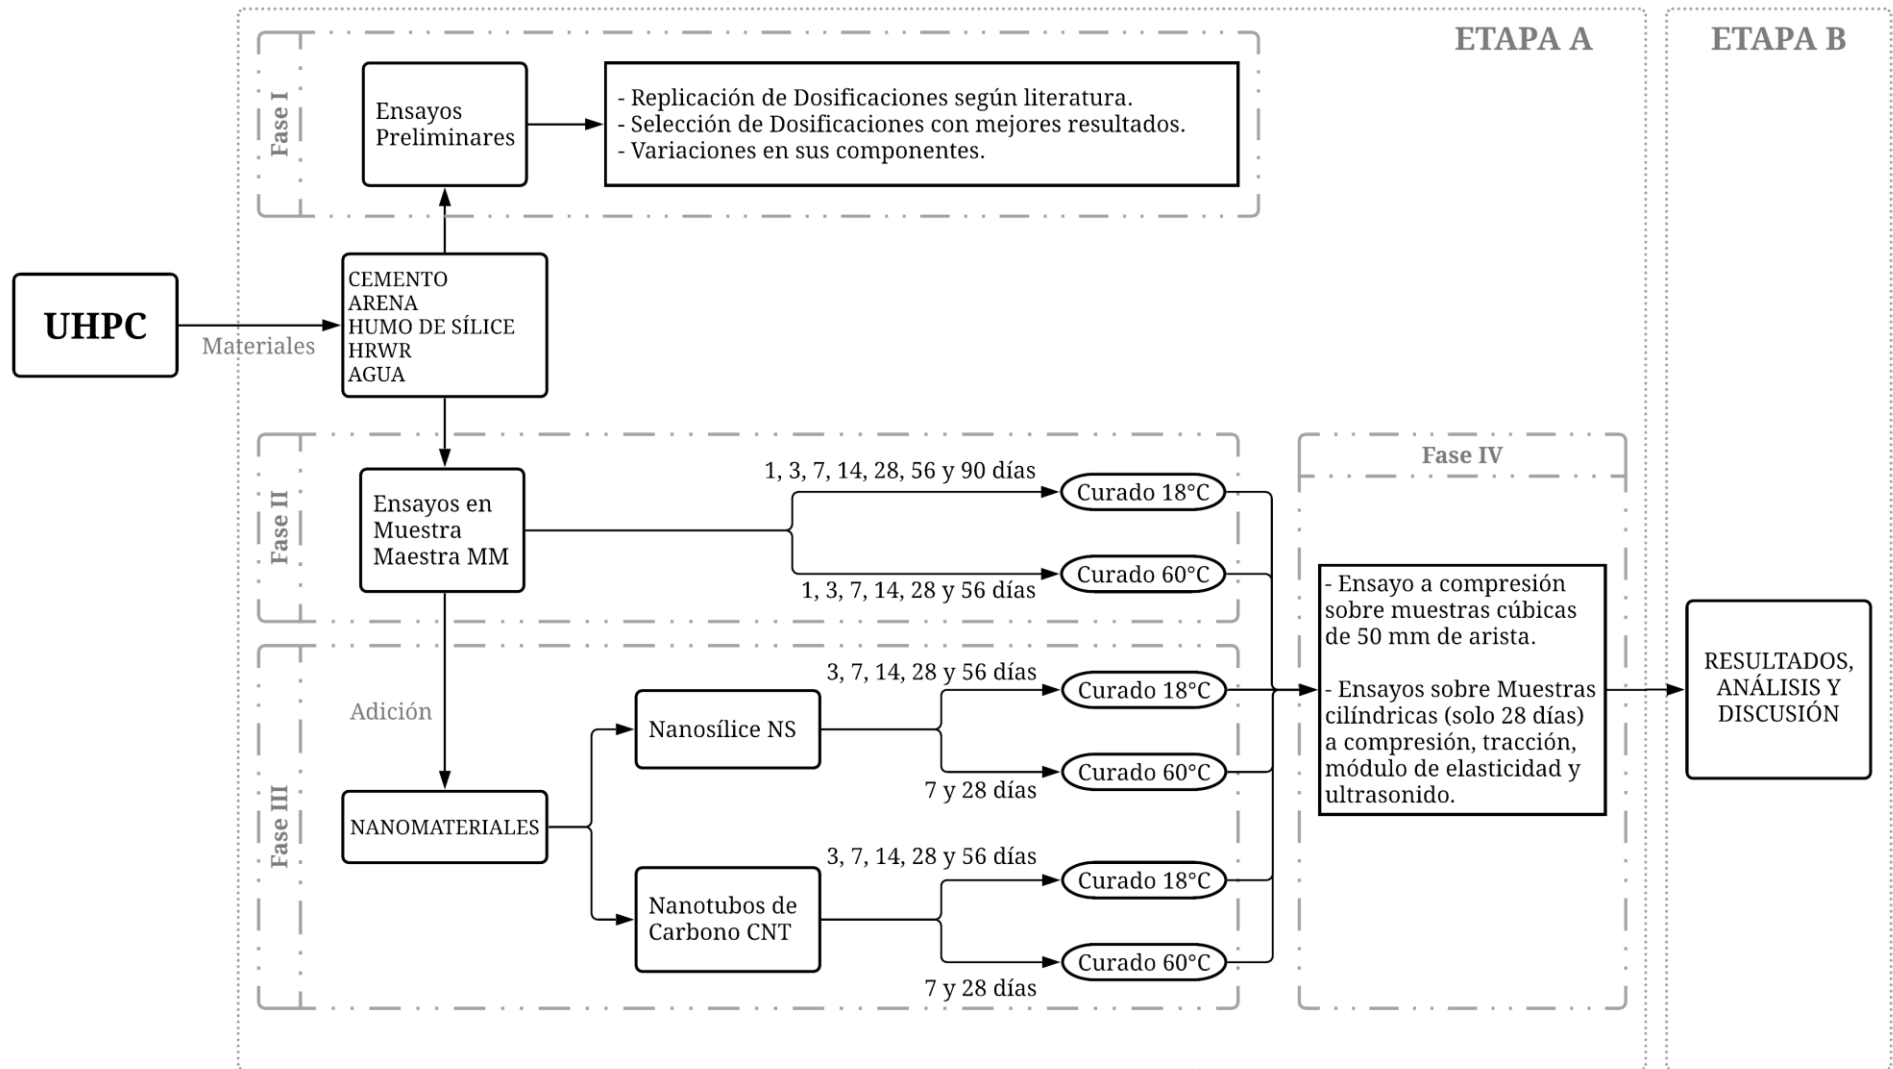 ETAPA A
ETAPA B
Fase I
Ensayos
Preliminares
- Replicación de Dosificaciones según literatura.
- Selección de Dosificaciones con mejores resultados.
- Variaciones en sus componentes.
UHPC
Materiales
CEMENTO
ARENA
HUMO DE SÍLICE
HRWR
AGUA
Fase II
Ensayos en
Muestra
Maestra MM
1, 3, 7, 14, 28, 56 y 90 días
Curado 18°C
Curado 60°C
1, 3, 7, 14, 28 y 56 días
Fase III
Adición
NANOMATERIALES
Nanosílice NS
3, 7, 14, 28 y 56 días
Curado 18°C
Curado 60°C
7 y 28 días
Nanotubos de
Carbono CNT
3, 7, 14, 28 y 56 días
Curado 18°C
Curado 60°C
7 y 28 días
Fase IV
- Ensayo a compresión
sobre muestras cúbicas
de 50 mm de arista.
- Ensayos sobre Muestras
cilíndricas (solo 28 días)
a compresión, tracción,
módulo de elasticidad y
ultrasonido.
RESULTADOS,
ANÁLISIS Y
DISCUSIÓN